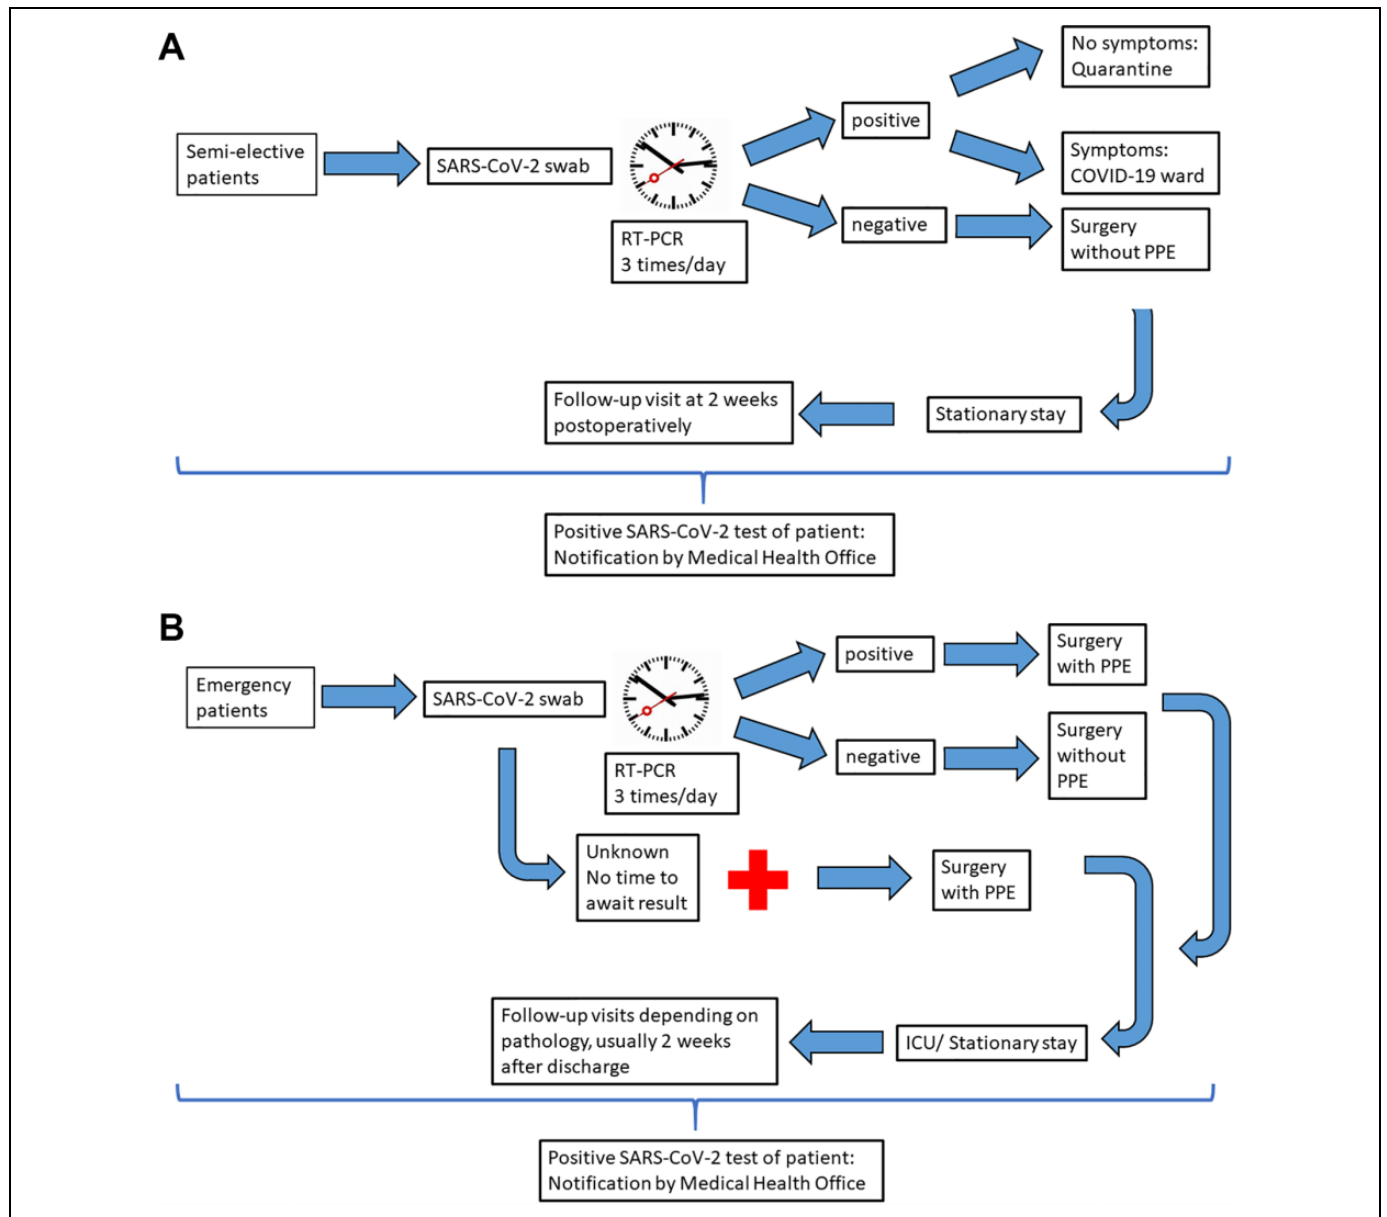 A
No symptoms:
Quarantine
positive
Semi-elective
patients
SARS-CoV-2 swab
Symptoms:
COVID-19 ward
RT-PCR
3 times/day
negative
Surgery
without PPE
Follow-up visit at 2 weeks
postoperatively
Stationary stay
Positive SARS-CoV-2 test of patient:
Notification by Medical Health Office
B
Emergency
patients
SARS-CoV-2 swab
positive
Surgery
with PPE
RT-PCR
3 times/day
negative
Surgery
without
PPE
Unknown
No time to
await result
Surgery
with PPE
Follow-up visits depending on
pathology, usually 2 weeks
after discharge
ICU/ Stationary stay
Positive SARS-CoV-2 test of patient:
Notification by Medical Health Office